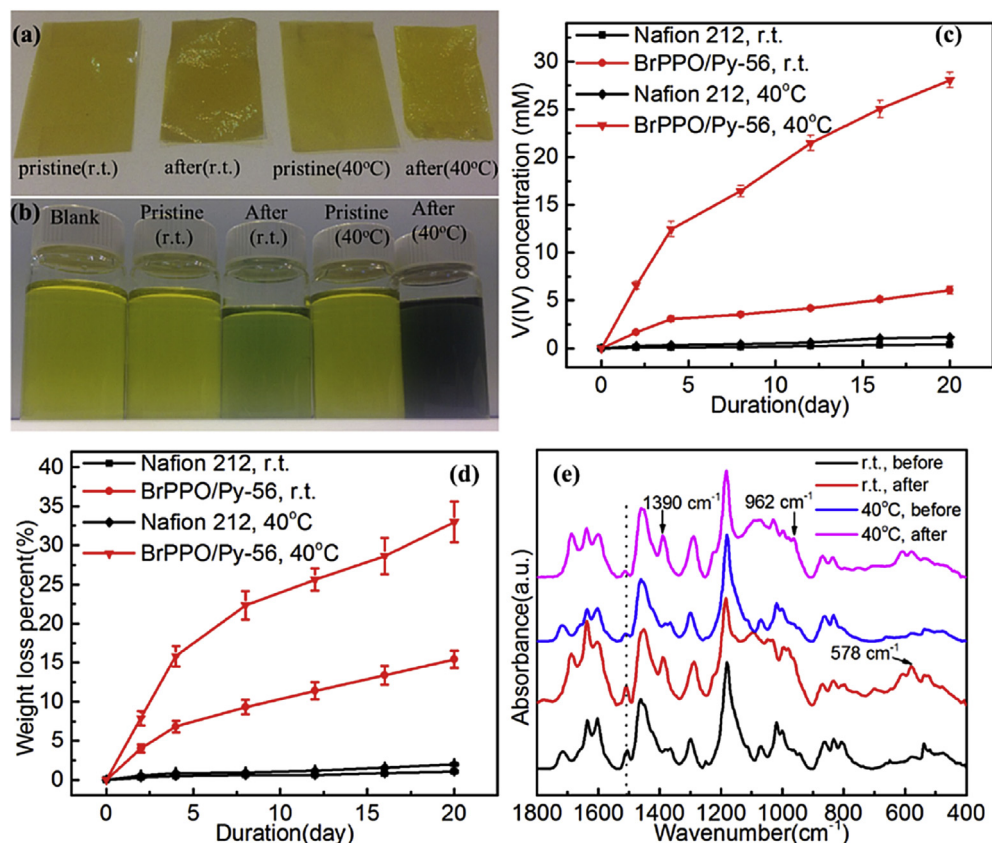 (a)
pristine(r.t.)
after(r.t.)
pristine(40°C)
after(40°C)
(b)
Blank
Pristine
(r.t.)
After
(r.t.)
Pristine
(40°C)
After
(40°C)
(c)
Nafion 212, r.t.
BrPPO/Py-56, r.t.
Nafion 212, 40°C
BrPPO/Py-56, 40°C
V(IV) concentration (mM)
30
25
20
15
10
5
0
0 5 10 15 20
Duration(day)
(d)
Nafion 212, r.t.
BrPPO/Py-56, r.t.
Nafion 212, 40°C
BrPPO/Py-56, 40°C
Weight loss percent(%)
40
35
30
25
20
15
10
5
0
0 5 10 15 20
Duration(day)
(e)
r.t., before
r.t., after
40°C, before
40°C, after
1390 cm⁻¹
962 cm⁻¹
578 cm⁻¹
Absorbance(a.u.)
1800 1600 1400 1200 1000 800 600 400
Wavenumber(cm⁻¹)